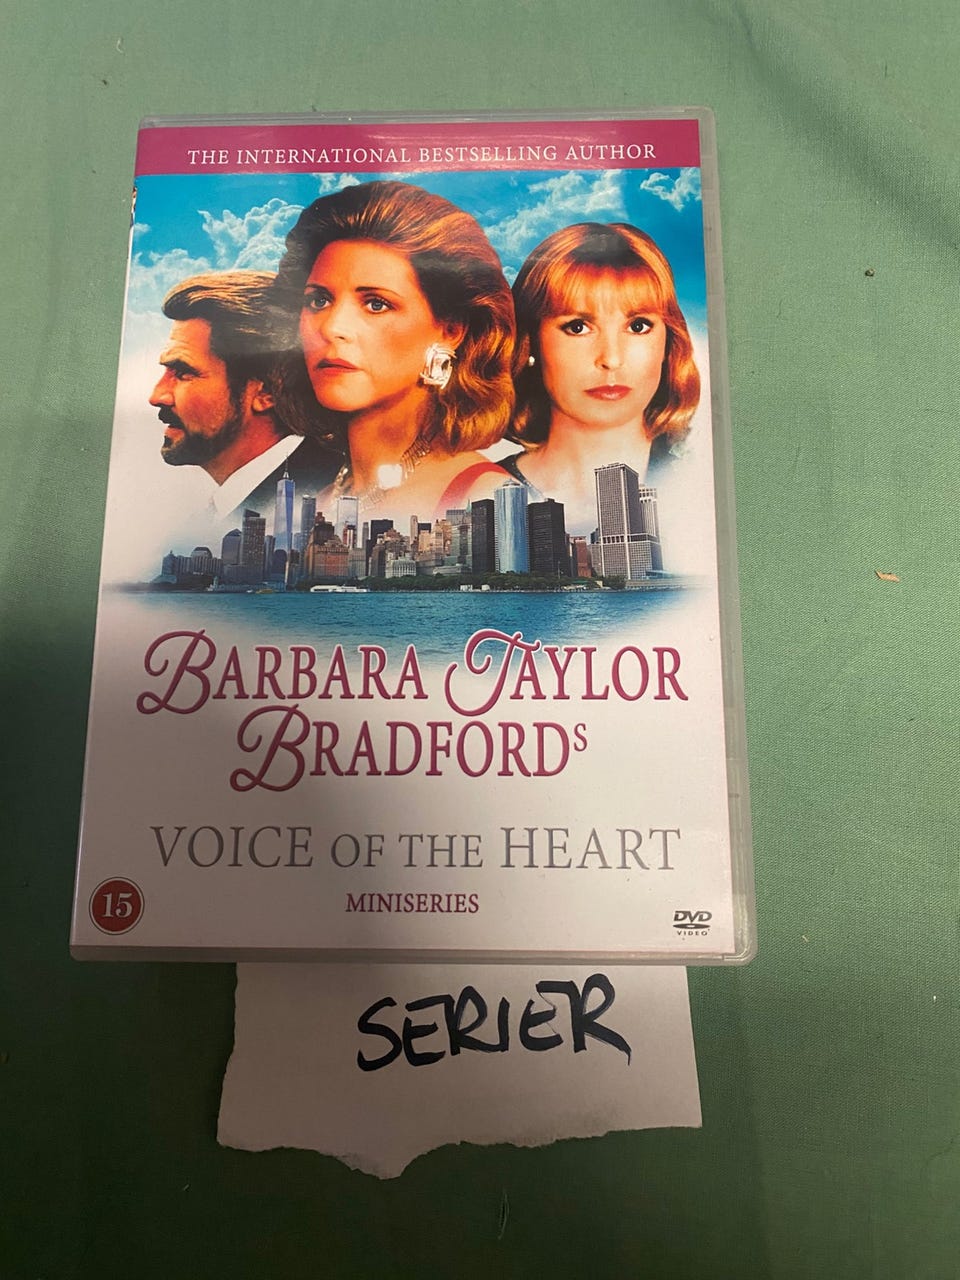 THE INTERNATIONAL BESTSELLING AUTHOR
BARBARA TAYLOR
BRADFORDS
VOICE OF THE HEART
MINISERIES
15
DVD
VIDEO
SERIER